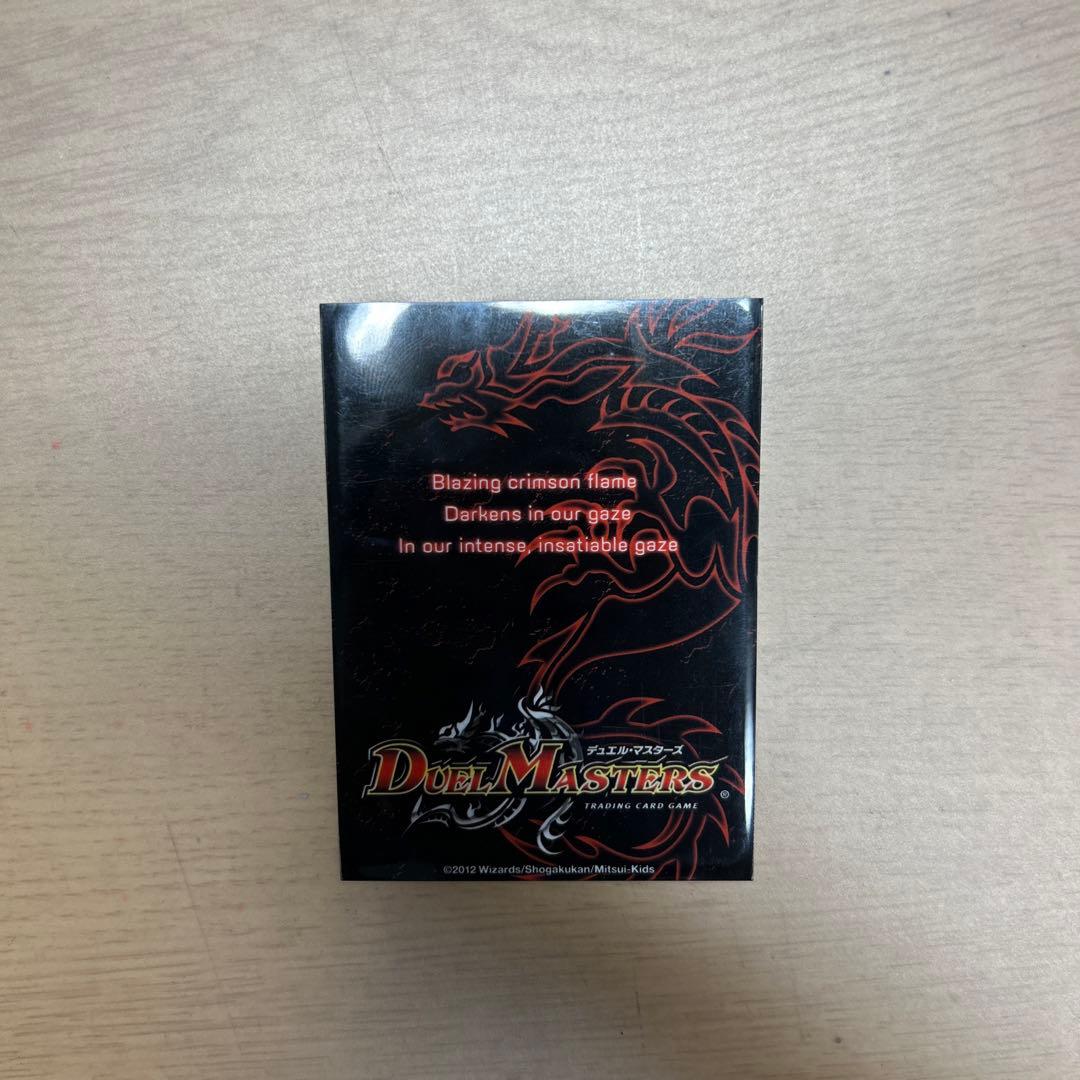 Blazing crimson flame
Darkens in our gaze
In our intense, insatiable gaze
デュエル・マスターズ
DUEL MASTERS ®
TRADING CARD GAME
©2012 Wizards/Shogakukan/Mitsui-Kids